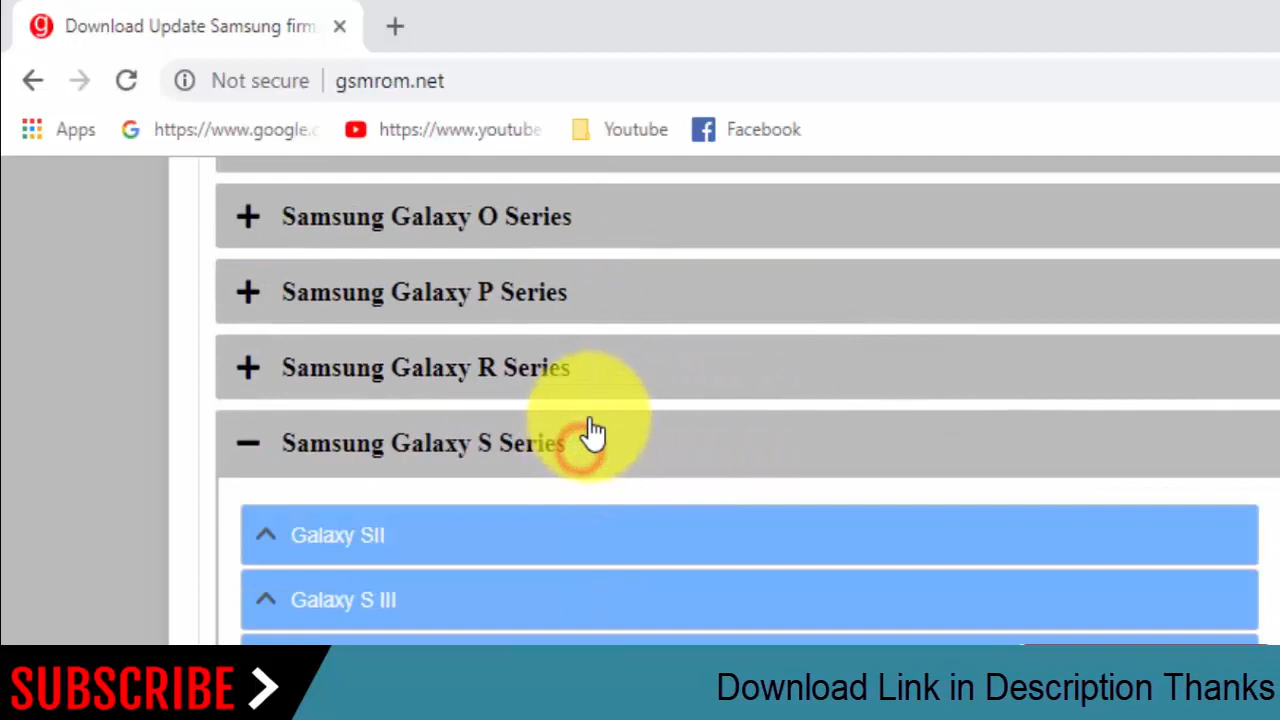 g Download Update Samsung firm
Not secure gsmrom.net
Apps G https://www.google.c https://www.youtube Youtube f Facebook
Samsung Galaxy O Series
Samsung Galaxy P Series
Samsung Galaxy R Series
Samsung Galaxy S Series
Galaxy SII
Galaxy S III
SUBSCRIBE
Download Link in Description Thanks